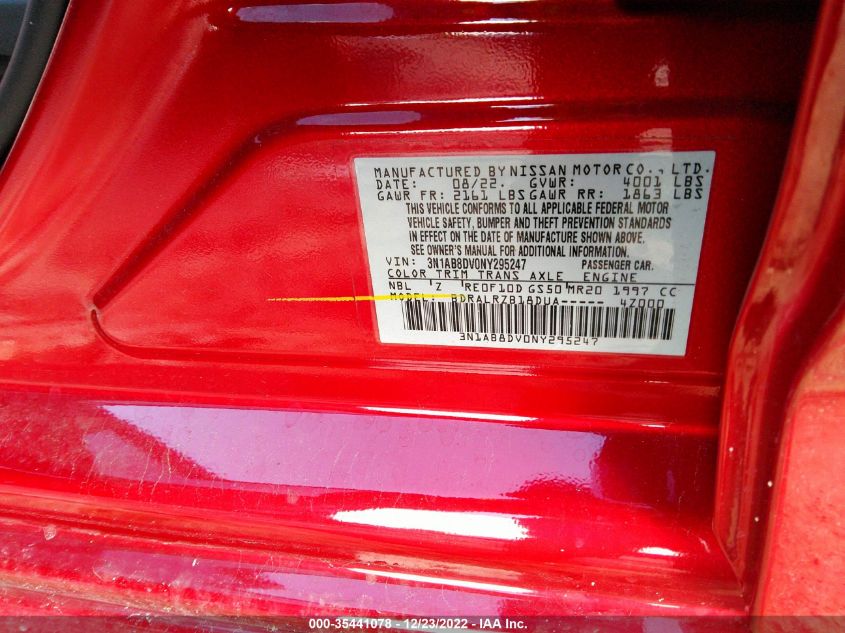 MANUFACTURED BY NISSAN MOTOR CO., LTD.
DATE: 08/22. GVWR: 4001 LBS
GAWR FR: 2161 LBS GAWR RR: 1863 LBS
THIS VEHICLE CONFORMS TO ALL APPLICABLE FEDERAL MOTOR
VEHICLE SAFETY, BUMPER AND THEFT PREVENTION STANDARDS
IN EFFECT ON THE DATE OF MANUFACTURE SHOWN ABOVE.
SEE OWNER'S MANUAL FOR ADDITIONAL INFORMATION.
VIN: 3N1AB8DV0NY295247 PASSENGER CAR.
COLOR TRIM TRANS AXLE ENGINE
NBL Z RE0F10D GS50 MR20 1997 CC
MODEL: BDRALRZB18DUA----- 4Z000
3N1AB8DV0NY295247
000-35441078 - 12/23/2022 - IAA Inc.